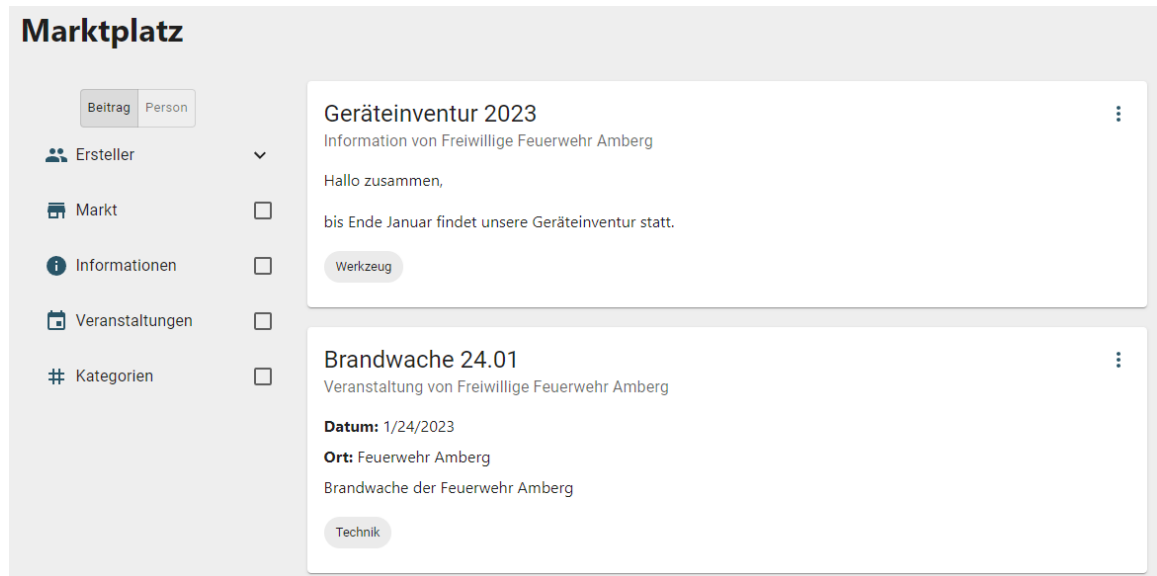 Marktplatz
Beitrag Person
Ersteller
Markt
Informationen
Veranstaltungen
Kategorien
Geräteinventur 2023
Information von Freiwillige Feuerwehr Amberg
Hallo zusammen,
bis Ende Januar findet unsere Geräteinventur statt.
Werkzeug
Brandwache 24.01
Veranstaltung von Freiwillige Feuerwehr Amberg
Datum: 1/24/2023
Ort: Feuerwehr Amberg
Brandwache der Feuerwehr Amberg
Technik